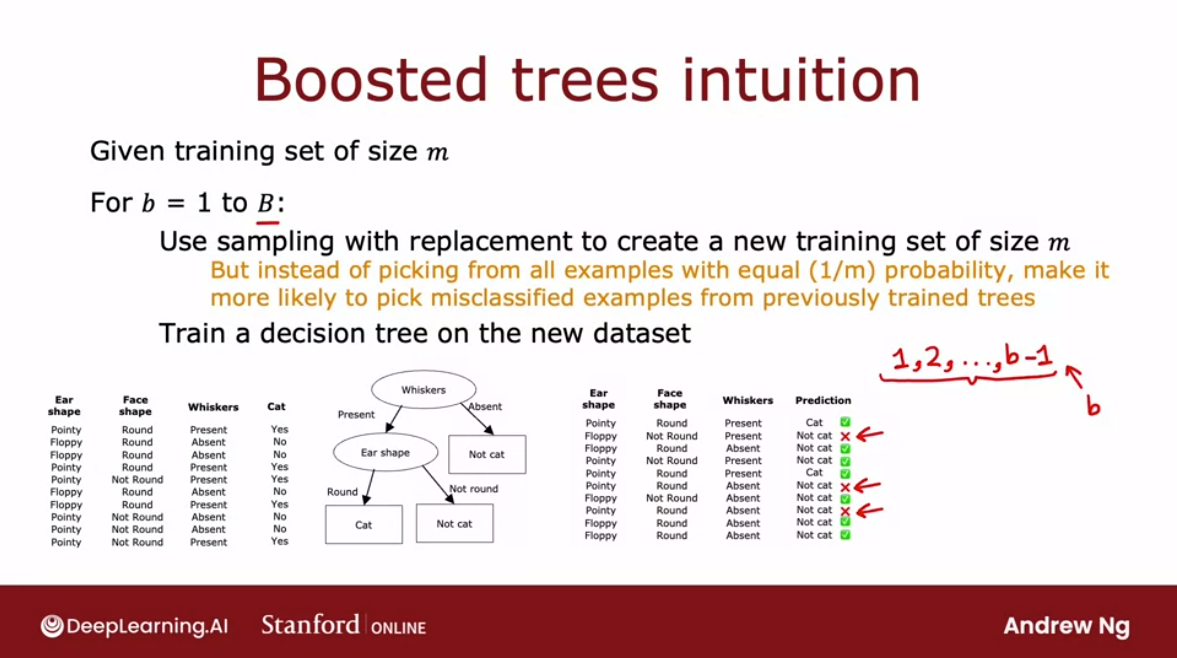 Boosted trees intuition
Given training set of size m
For b = 1 to B:
Use sampling with replacement to create a new training set of size m
But instead of picking from all examples with equal (1/m) probability, make it
more likely to pick misclassified examples from previously trained trees
Train a decision tree on the new dataset
1, 2, ..., b-1
b
Ear shape Face shape Whiskers Cat
Pointy Round Present Yes
Floppy Round Absent No
Floppy Round Absent No
Pointy Round Present Yes
Pointy Not Round Present Yes
Floppy Round Absent No
Floppy Round Present Yes
Pointy Not Round Absent No
Pointy Not Round Absent No
Pointy Not Round Present Yes
Whiskers
Present
Absent
Ear shape
Not cat
Round
Not round
Cat
Not cat
Ear shape Face shape Whiskers Prediction
Pointy Round Present Cat ✅
Floppy Not Round Present Not cat ×
Floppy Round Absent Not cat ✅
Pointy Not Round Present Not cat ✅
Pointy Round Present Cat ✅
Pointy Round Absent Not cat ×
Floppy Not Round Absent Not cat ✅
Pointy Round Absent Not cat ×
Floppy Round Absent Not cat ✅
Floppy Round Absent Not cat ✅
DeepLearning.AI
Stanford ONLINE
Andrew Ng